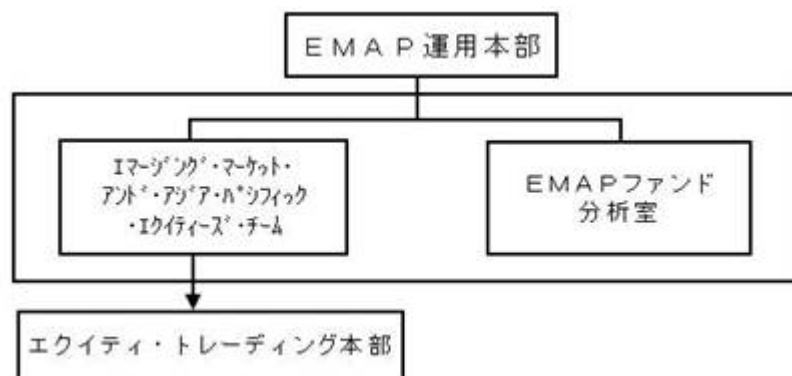 ＥＭＡＰ運用本部
ｴﾏｰｼﾞﾝｸﾞ・ﾏｰｹｯﾄ・
ｱﾝﾄﾞ・ｱｼﾞｱ・ﾊﾟｼﾌｨｯｸ
・ｴｸｲﾃｨｰｽﾞ・ﾁｰﾑ
ＥＭＡＰファンド
分析室
エクイティ・トレーディング本部